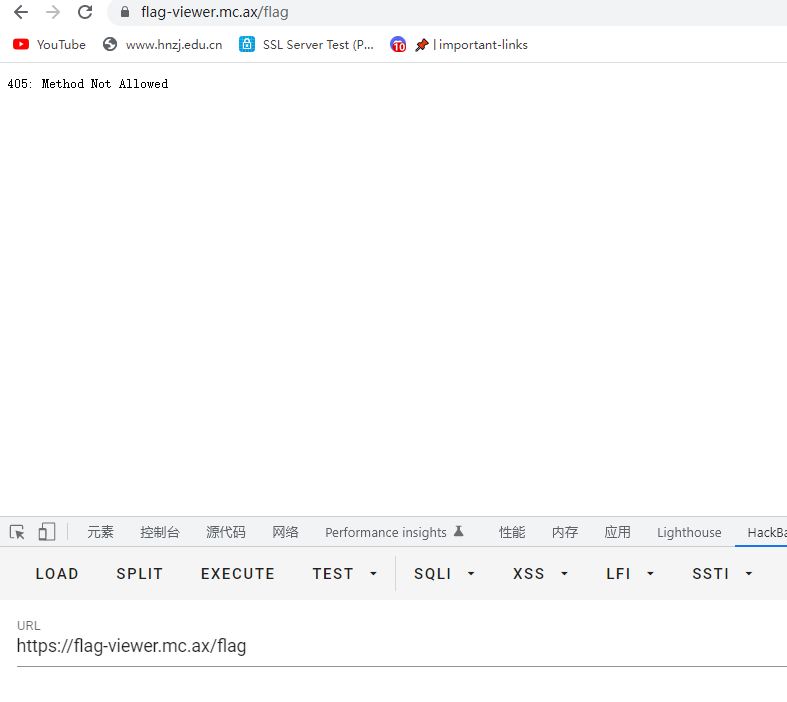 flag-viewer.mc.ax/flag
YouTube www.hnzj.edu.cn SSL Server Test (P... 10 | important-links
405: Method Not Allowed
元素 控制台 源代码 网络 Performance insights 性能 内存 应用 Lighthouse HackBa
LOAD SPLIT EXECUTE TEST SQLI XSS LFI SSTI
URL
https://flag-viewer.mc.ax/flag